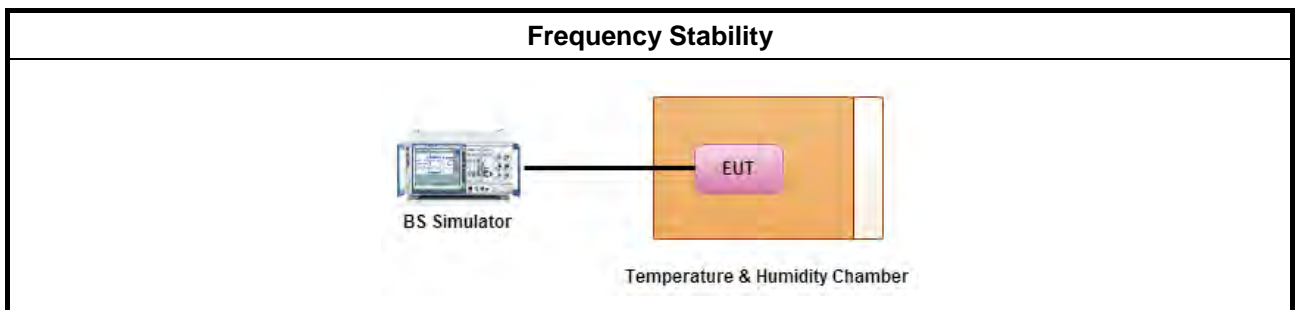 Frequency Stability
EUT
BS Simulator
Temperature & Humidity Chamber